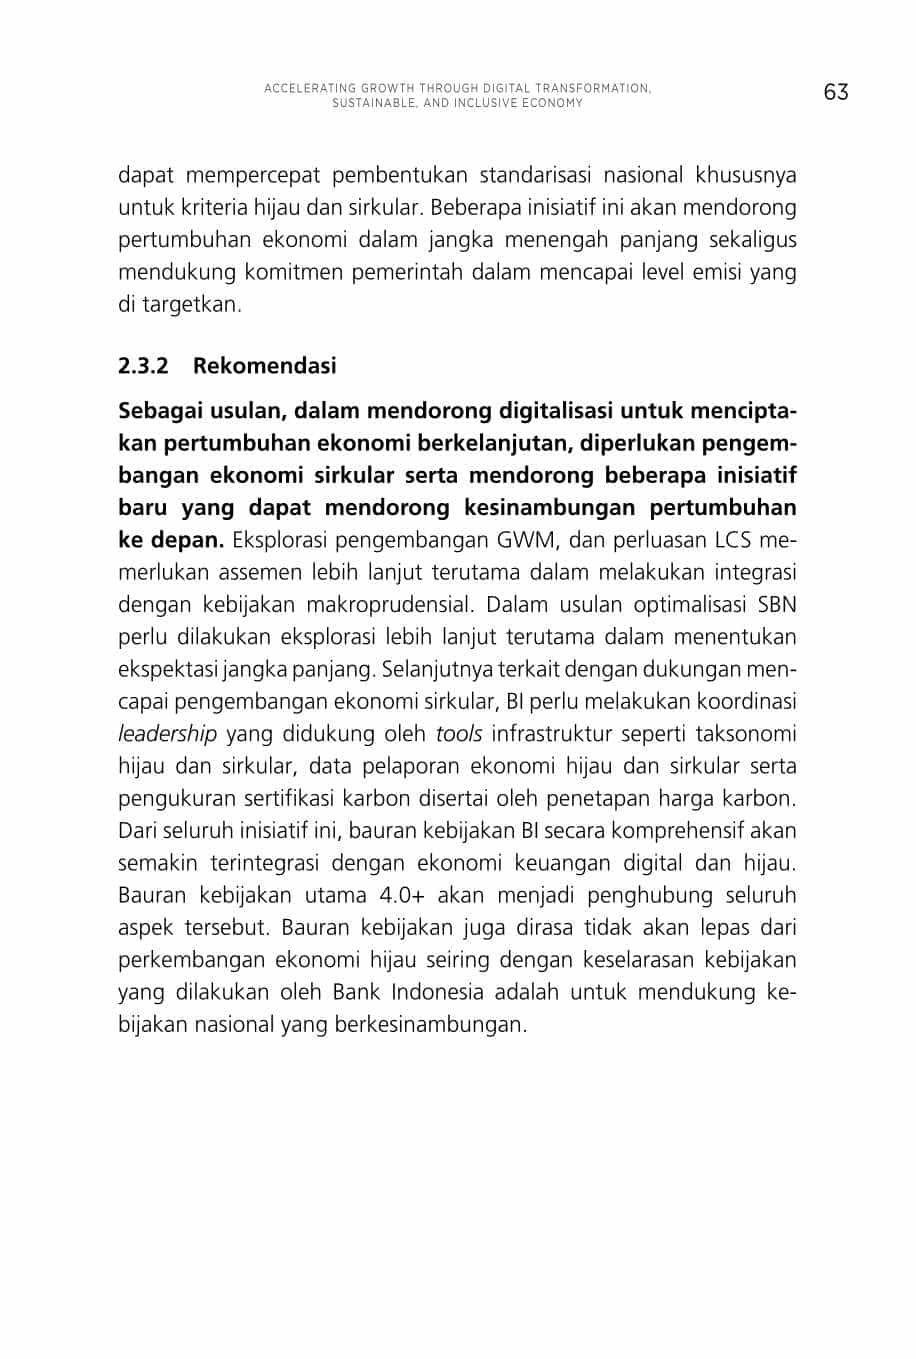 ACCELERATING GROWTH THROUGH DIGITAL TRANSFORMATION,
SUSTAINABLE, AND INCLUSIVE ECONOMY
63
dapat mempercepat pembentukan standarisasi nasional khususnya
untuk kriteria hijau dan sirkular. Beberapa inisiatif ini akan mendorong
pertumbuhan ekonomi dalam jangka menengah panjang sekaligus
mendukung komitmen pemerintah dalam mencapai level emisi yang
di targetkan.
2.3.2 Rekomendasi
Sebagai usulan, dalam mendorong digitalisasi untuk mencipta-
kan pertumbuhan ekonomi berkelanjutan, diperlukan pengem-
bangan ekonomi sirkular serta mendorong beberapa inisiatif
baru yang dapat mendorong kesinambungan pertumbuhan
ke depan. Eksplorasi pengembangan GWM, dan perluasan LCS me-
merlukan assemen lebih lanjut terutama dalam melakukan integrasi
dengan kebijakan makroprudensial. Dalam usulan optimalisasi SBN
perlu dilakukan eksplorasi lebih lanjut terutama dalam menentukan
ekspektasi jangka panjang. Selanjutnya terkait dengan dukungan men-
capai pengembangan ekonomi sirkular, BI perlu melakukan koordinasi
leadership yang didukung oleh tools infrastruktur seperti taksonomi
hijau dan sirkular, data pelaporan ekonomi hijau dan sirkular serta
pengukuran sertifikasi karbon disertai oleh penetapan harga karbon.
Dari seluruh inisiatif ini, bauran kebijakan BI secara komprehensif akan
semakin terintegrasi dengan ekonomi keuangan digital dan hijau.
Bauran kebijakan utama 4.0+ akan menjadi penghubung seluruh
aspek tersebut. Bauran kebijakan juga dirasa tidak akan lepas dari
perkembangan ekonomi hijau seiring dengan keselarasan kebijakan
yang dilakukan oleh Bank Indonesia adalah untuk mendukung ke-
bijakan nasional yang berkesinambungan.